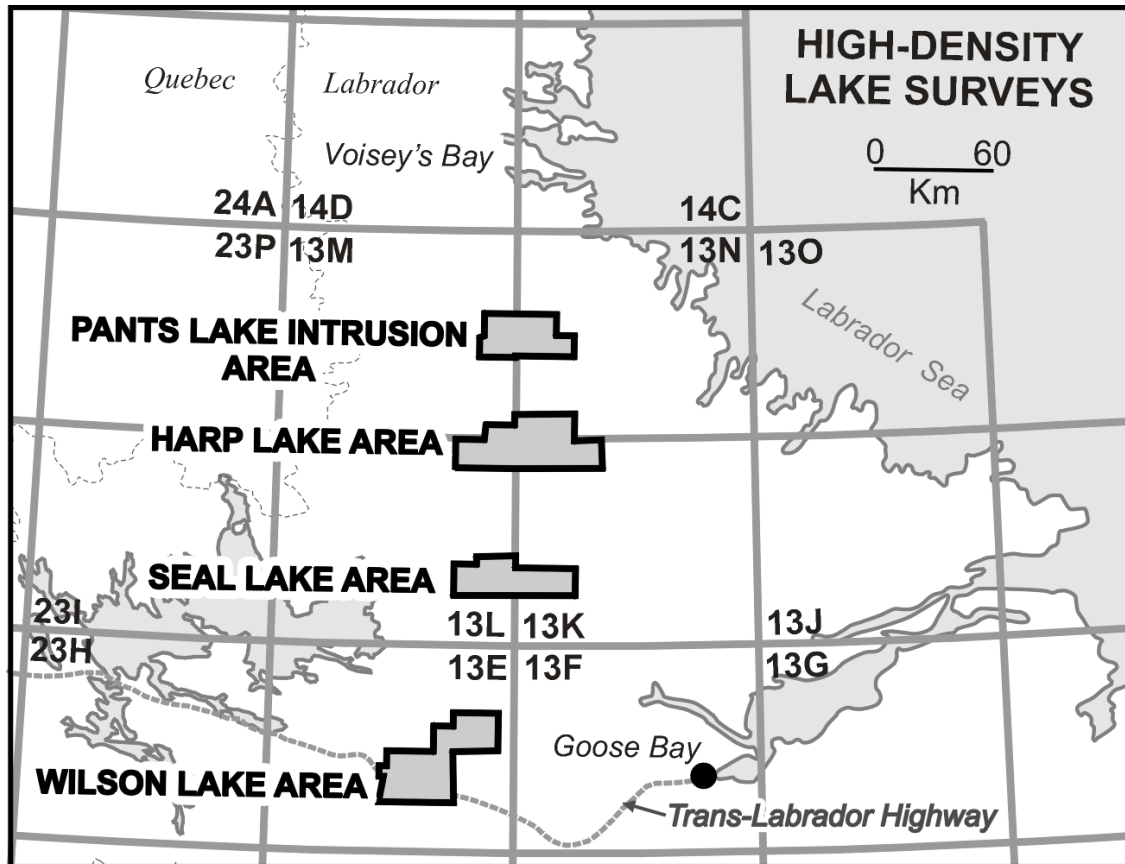 HIGH-DENSITY
LAKE SURVEYS
0 60
Km
Quebec
Labrador
Voisey's Bay
24A 14D
14C
23P 13M
13N 13O
Labrador Sea
PANTS LAKE INTRUSION
AREA
HARP LAKE AREA
SEAL LAKE AREA
23I
13L 13K
13J
23H
13E 13F
13G
Goose Bay
WILSON LAKE AREA
Trans-Labrador Highway